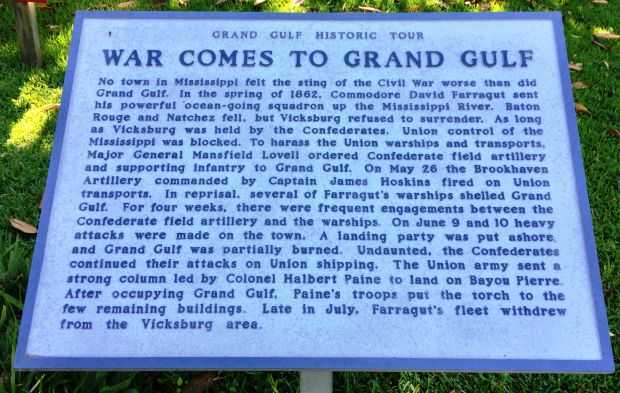 GRAND GULF HISTORIC TOUR
WAR COMES TO GRAND GULF
No town in Mississippi felt the sting of the Civil War worse than did
Grand Gulf. In the spring of 1862, Commodore David Farragut sent
his powerful ocean-going squadron up the Mississippi River. Baton
Rouge and Natchez fell, but Vicksburg refused to surrender. As long
as Vicksburg was held by the Confederates, Union control of the
Mississippi was blocked. To harass the Union warships and transports,
Major General Mansfield Lovell ordered Confederate field artillery
and supporting infantry to Grand Gulf. On May 26 the Brookhaven
Artillery commanded by Captain James Hoskins fired on Union
transports. In reprisal, several of Farragut's warships shelled Grand
Gulf. For four weeks, there were frequent engagements between the
Confederate field artillery and the warships. On June 9 and 10 heavy
attacks were made on the town. A landing party was put ashore,
and Grand Gulf was partially burned. Undaunted, the Confederates
continued their attacks on Union shipping. The Union army sent a
strong column led by Colonel Halbert Paine to land on Bayou Pierre.
After occupying Grand Gulf, Paine's troops put the torch to the
few remaining buildings. Late in July, Farragut's fleet withdrew
from the Vicksburg area.